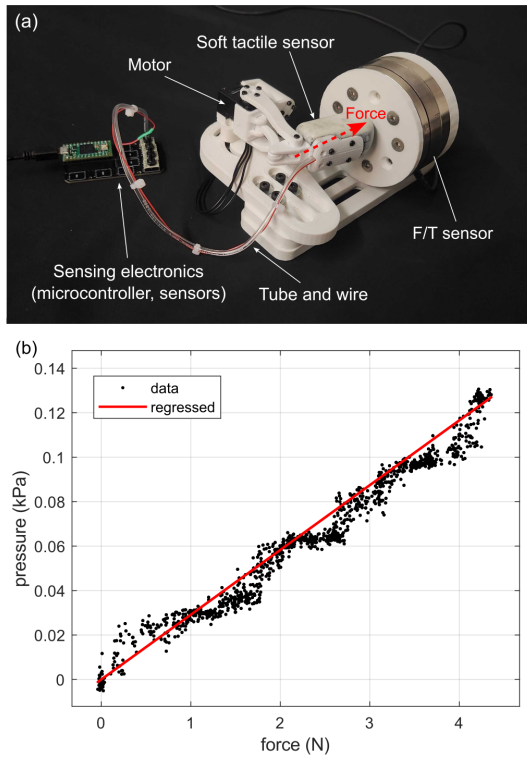 (a)
Soft tactile sensor
Motor
Force
F/T sensor
Sensing electronics
(microcontroller, sensors)
Tube and wire
(b)
0.14
0.12
0.1
0.08
0.06
0.04
0.02
0
data
regressed
pressure (kPa)
0 1 2 3 4
force (N)